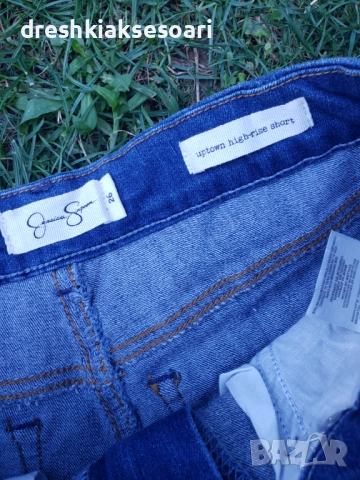 dreshkiaksesoari
uptown high-rise short
Jessica Simpson
26
BAZAR